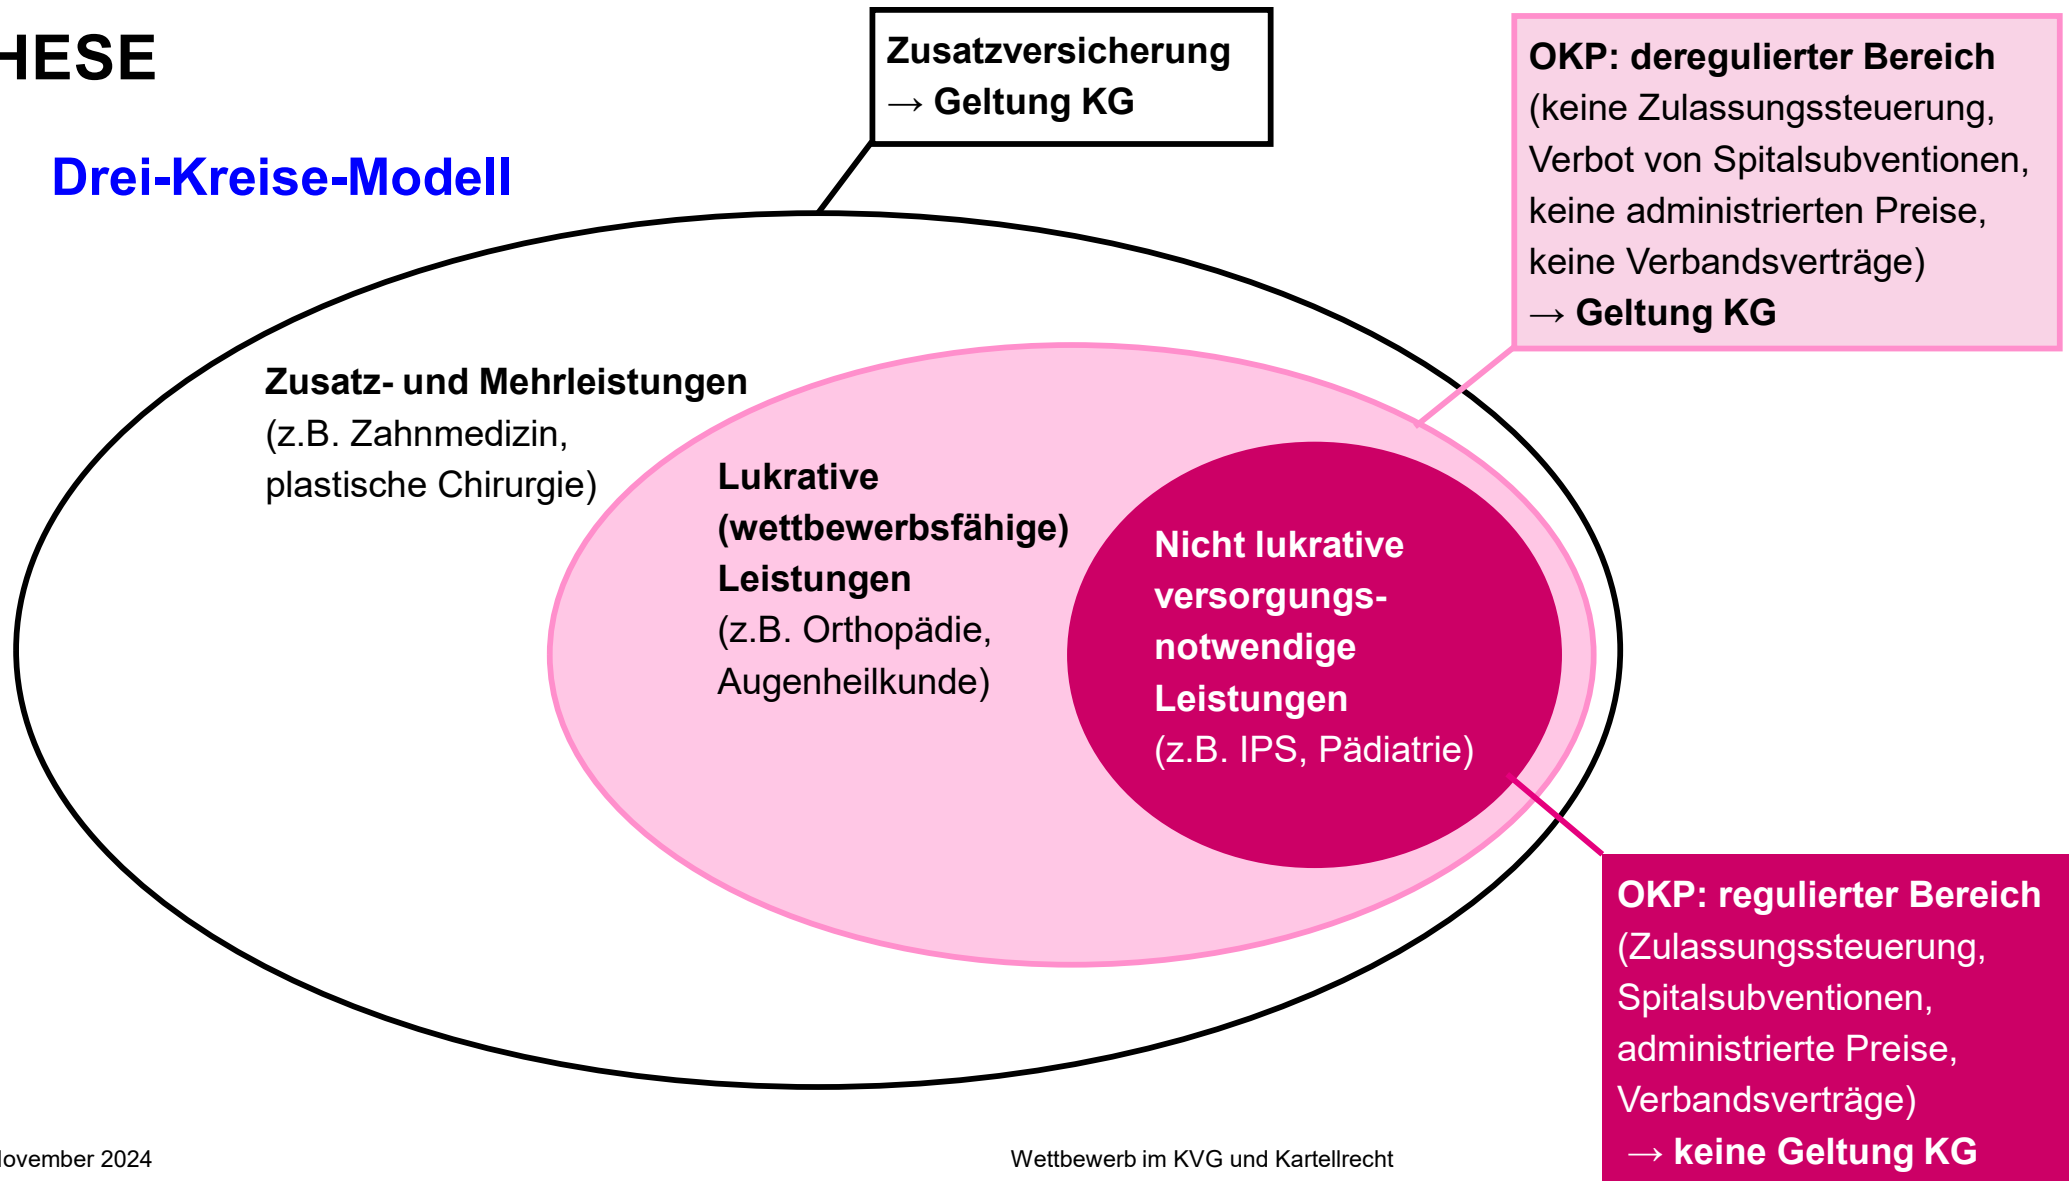 HESE
Drei-Kreise-Modell
Zusatzversicherung
→ Geltung KG
OKP: deregulierter Bereich
(keine Zulassungssteuerung,
Verbot von Spitalsubventionen,
keine administrierten Preise,
keine Verbandsverträge)
→ Geltung KG
Zusatz- und Mehrleistungen
(z.B. Zahnmedizin,
plastische Chirurgie)
Lukrative
(wettbewerbsfähige)
Leistungen
(z.B. Orthopädie,
Augenheilkunde)
Nicht lukrative
versorgungs-
notwendige
Leistungen
(z.B. IPS, Pädiatrie)
OKP: regulierter Bereich
(Zulassungssteuerung,
Spitalsubventionen,
administrierte Preise,
Verbandsverträge)
→ keine Geltung KG
ovember 2024
Wettbewerb im KVG und Kartellrecht